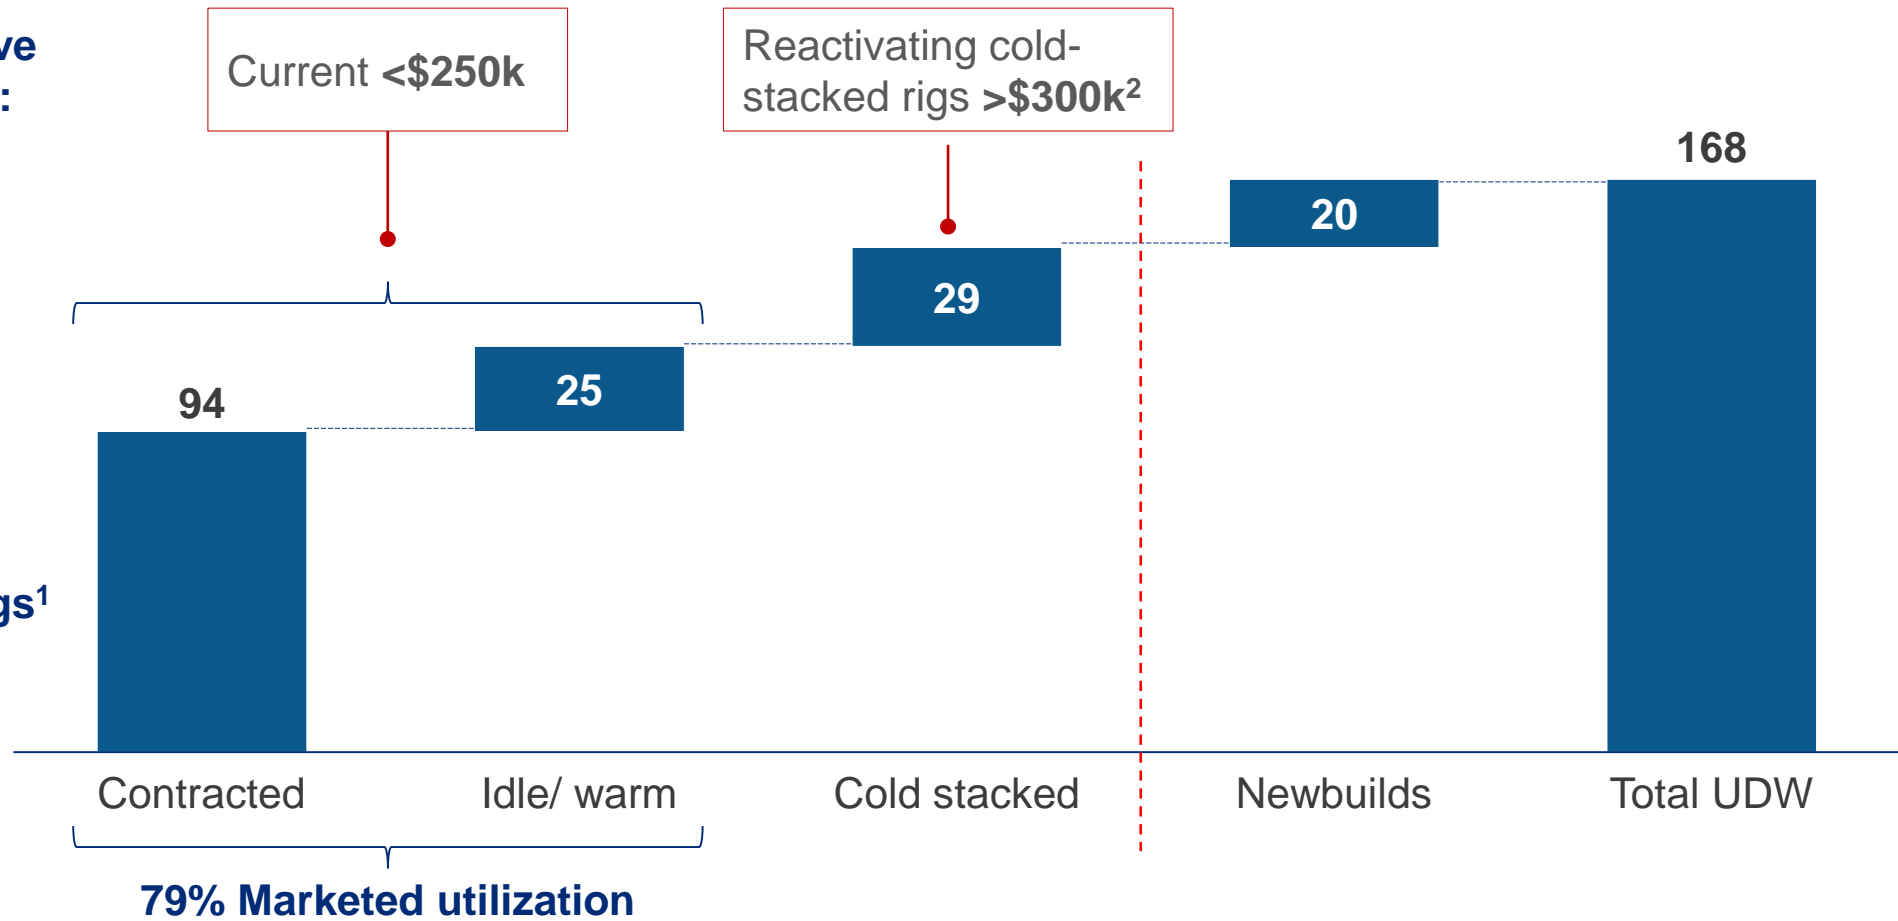 Current <$250k
Reactivating cold-
stacked rigs >$300k²
168
20
29
25
94
Contracted
Idle/ warm
Cold stacked
Newbuilds
Total UDW
79% Marketed utilization